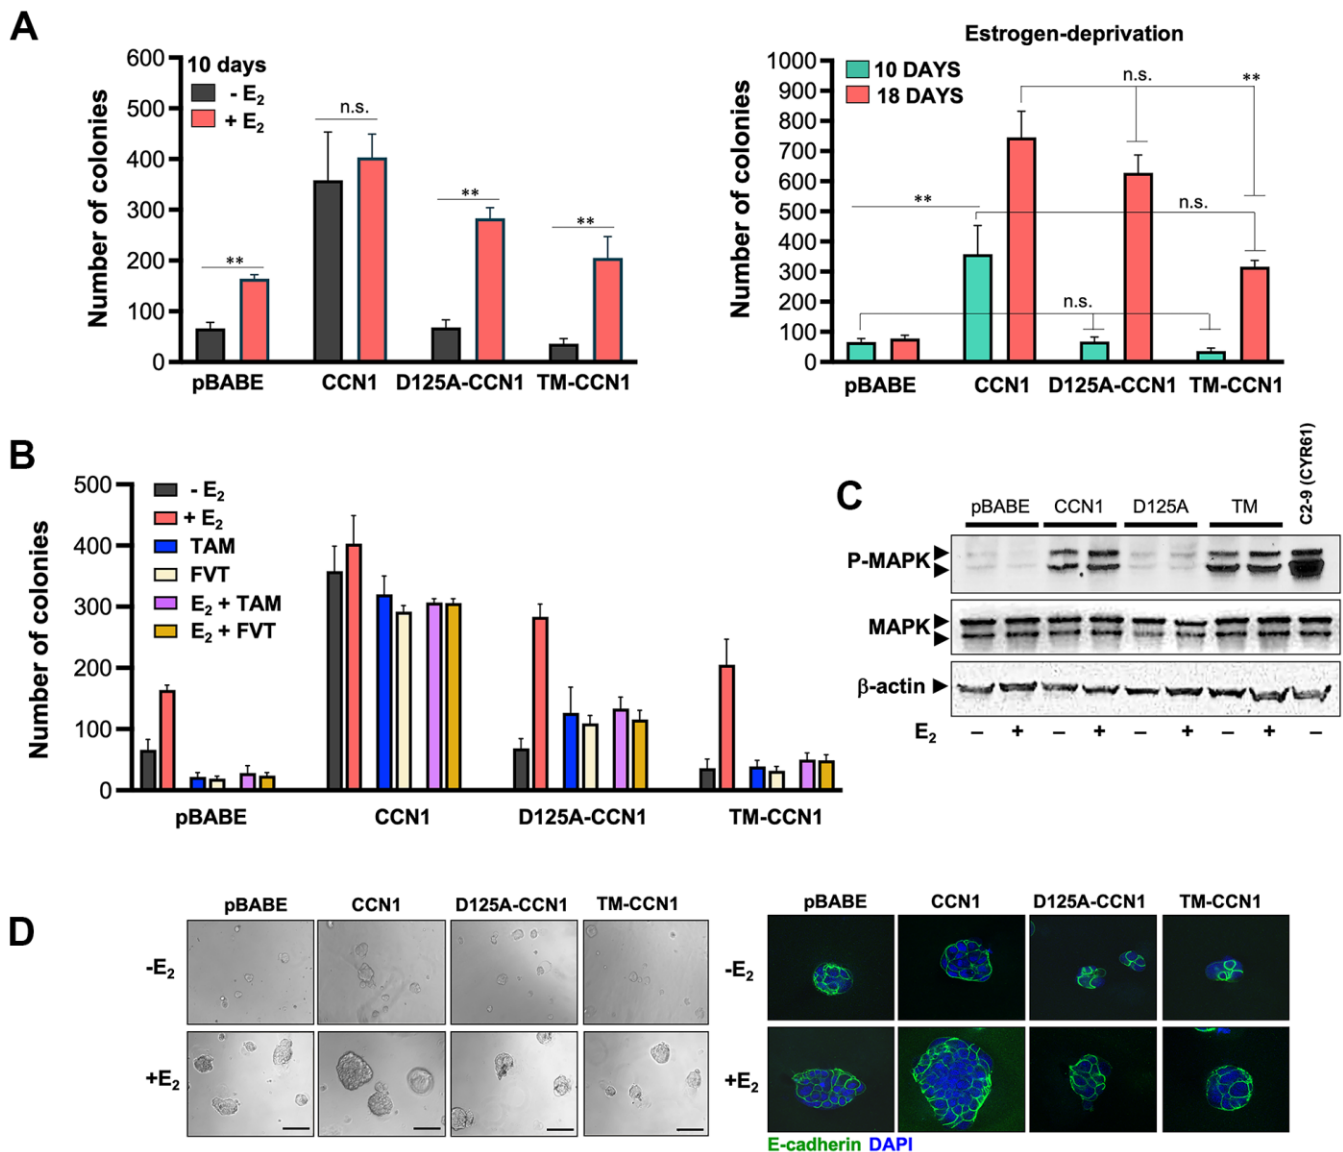 A
10 days
- E2
+ E2
Number of colonies
600
500
400
300
200
100
0
**
n.s.
**
**
pBABE
CCN1
D125A-CCN1
TM-CCN1
Estrogen-deprivation
10 DAYS
18 DAYS
Number of colonies
1000
900
800
700
600
500
400
300
200
100
0
n.s.
**
**
n.s.
n.s.
pBABE
CCN1
D125A-CCN1
TM-CCN1
B
- E2
+ E2
TAM
FVT
E2 + TAM
E2 + FVT
Number of colonies
500
400
300
200
100
0
pBABE
CCN1
D125A-CCN1
TM-CCN1
C
pBABE
CCN1
D125A
TM
C2-9 (CYR61)
P-MAPK
MAPK
β-actin
E2
– + – + – + – + –
D
pBABE
CCN1
D125A-CCN1
TM-CCN1
-E2
+E2
pBABE
CCN1
D125A-CCN1
TM-CCN1
-E2
+E2
E-cadherin DAPI